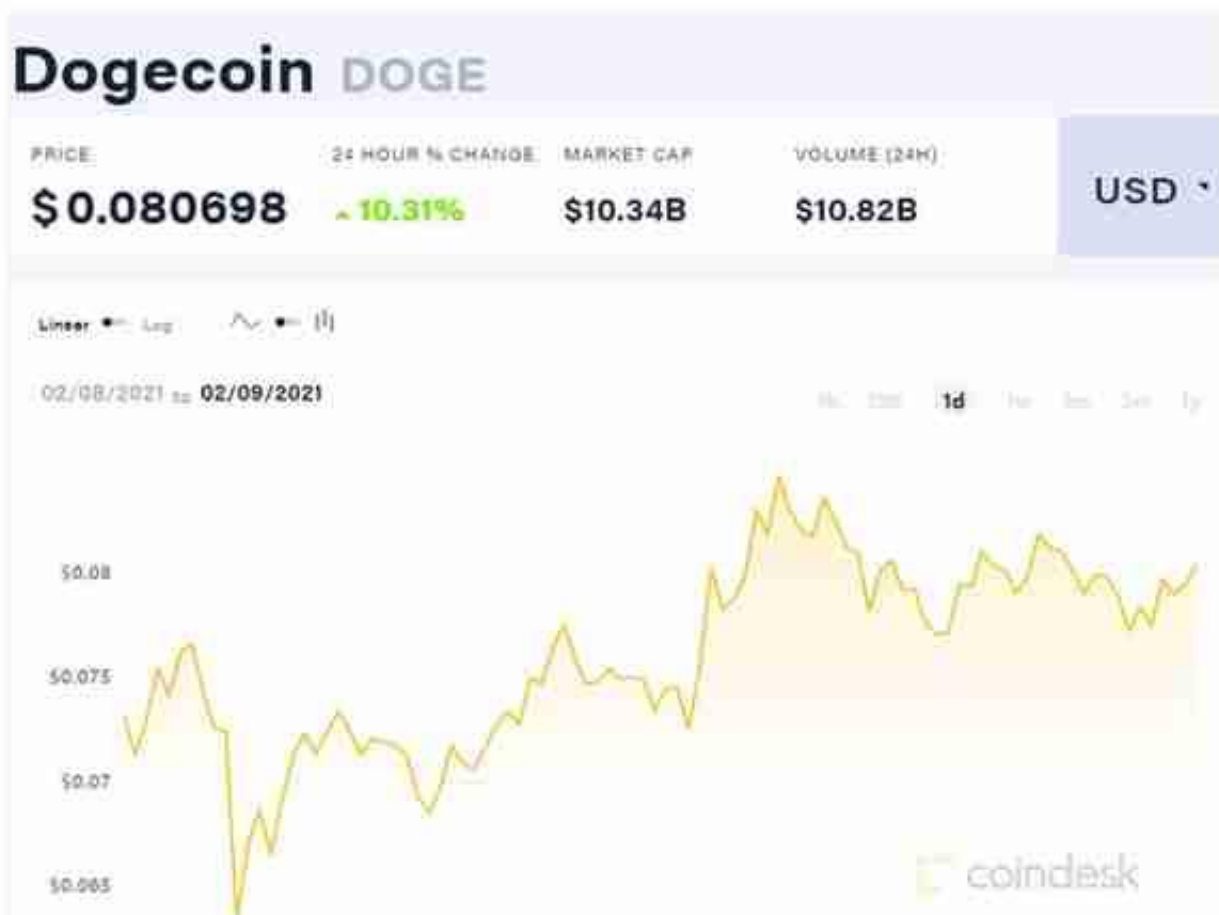 Dogecoin DOGE
PRICE 24 HOUR % CHANGE MARKET CAP VOLUME (24H)
$0.080698 10.31% $10.34B $10.82B USD
Linear Log
02/08/2021 to 02/09/2021
1d
$0.08
$0.075
$0.07
$0.065
coindesk